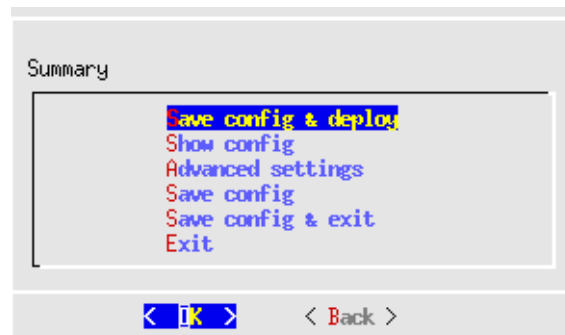 Summary
Save config & deploy
Show config
Advanced settings
Save config
Save config & exit
Exit
< OK > < Back >